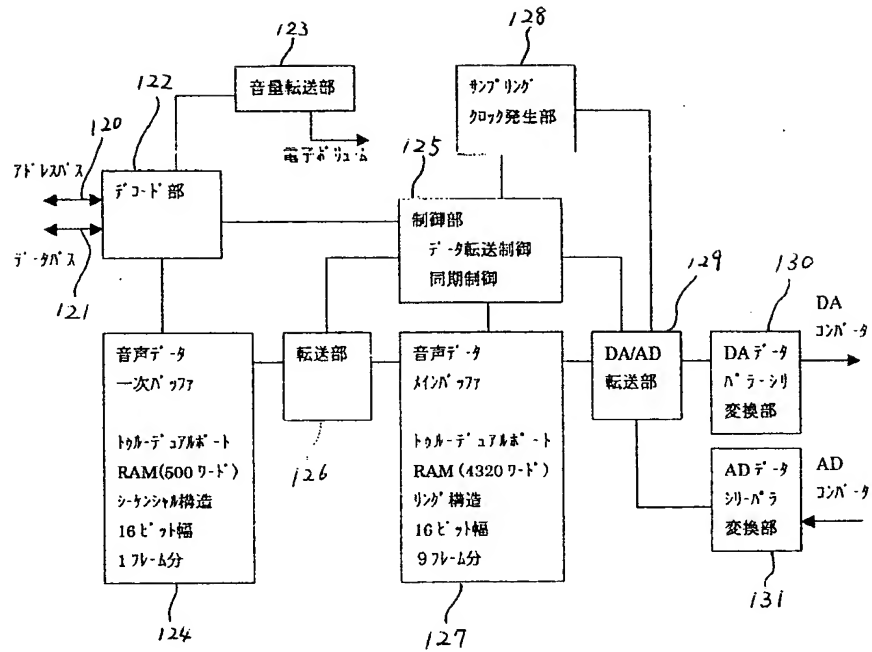 123
音量転送部
電子ﾎﾞﾘｭｰﾑ
128
ｻﾝﾌﾟﾘﾝｸﾞ
ｸﾛｯｸ発生部
122
120
ｱﾄﾞﾚｽﾊﾞｽ
ﾃﾞｰﾀﾊﾞｽ
121
ﾃﾞｺｰﾄﾞ部
125
制御部
ﾃﾞｰﾀ転送制御
同期制御
音声ﾃﾞｰﾀ
一次ﾊﾞｯﾌｧ
ﾄｩﾙｰﾃﾞｭｱﾙﾎﾟｰﾄ
RAM(500ﾜｰﾄﾞ)
ｼｰｹﾝｼｬﾙ構造
16ﾋﾞｯﾄ幅
1ﾌﾚｰﾑ分
124
転送部
126
音声ﾃﾞｰﾀ
ﾒｲﾝﾊﾞｯﾌｧ
ﾄｩﾙｰﾃﾞｭｱﾙﾎﾟｰﾄ
RAM(4320ﾜｰﾄﾞ)
ﾘﾝｸﾞ構造
16ﾋﾞｯﾄ幅
9ﾌﾚｰﾑ分
127
129
DA/AD
転送部
130
DAﾃﾞｰﾀ
ﾊﾟﾗｰｼﾘ
変換部
DA
ｺﾝﾊﾞｰﾀ
ADﾃﾞｰﾀ
ｼﾘｰﾊﾟﾗ
変換部
AD
ｺﾝﾊﾞｰﾀ
131